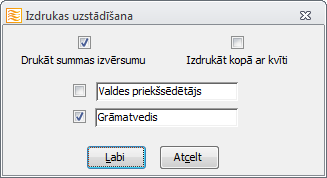 Izdrukas uzstādīšana
Drukāt summas izvērsumu
Izdrukāt kopā ar kvīti
Valdes priekšsēdētājs
Grāmatvedis
Labi
Atcelt